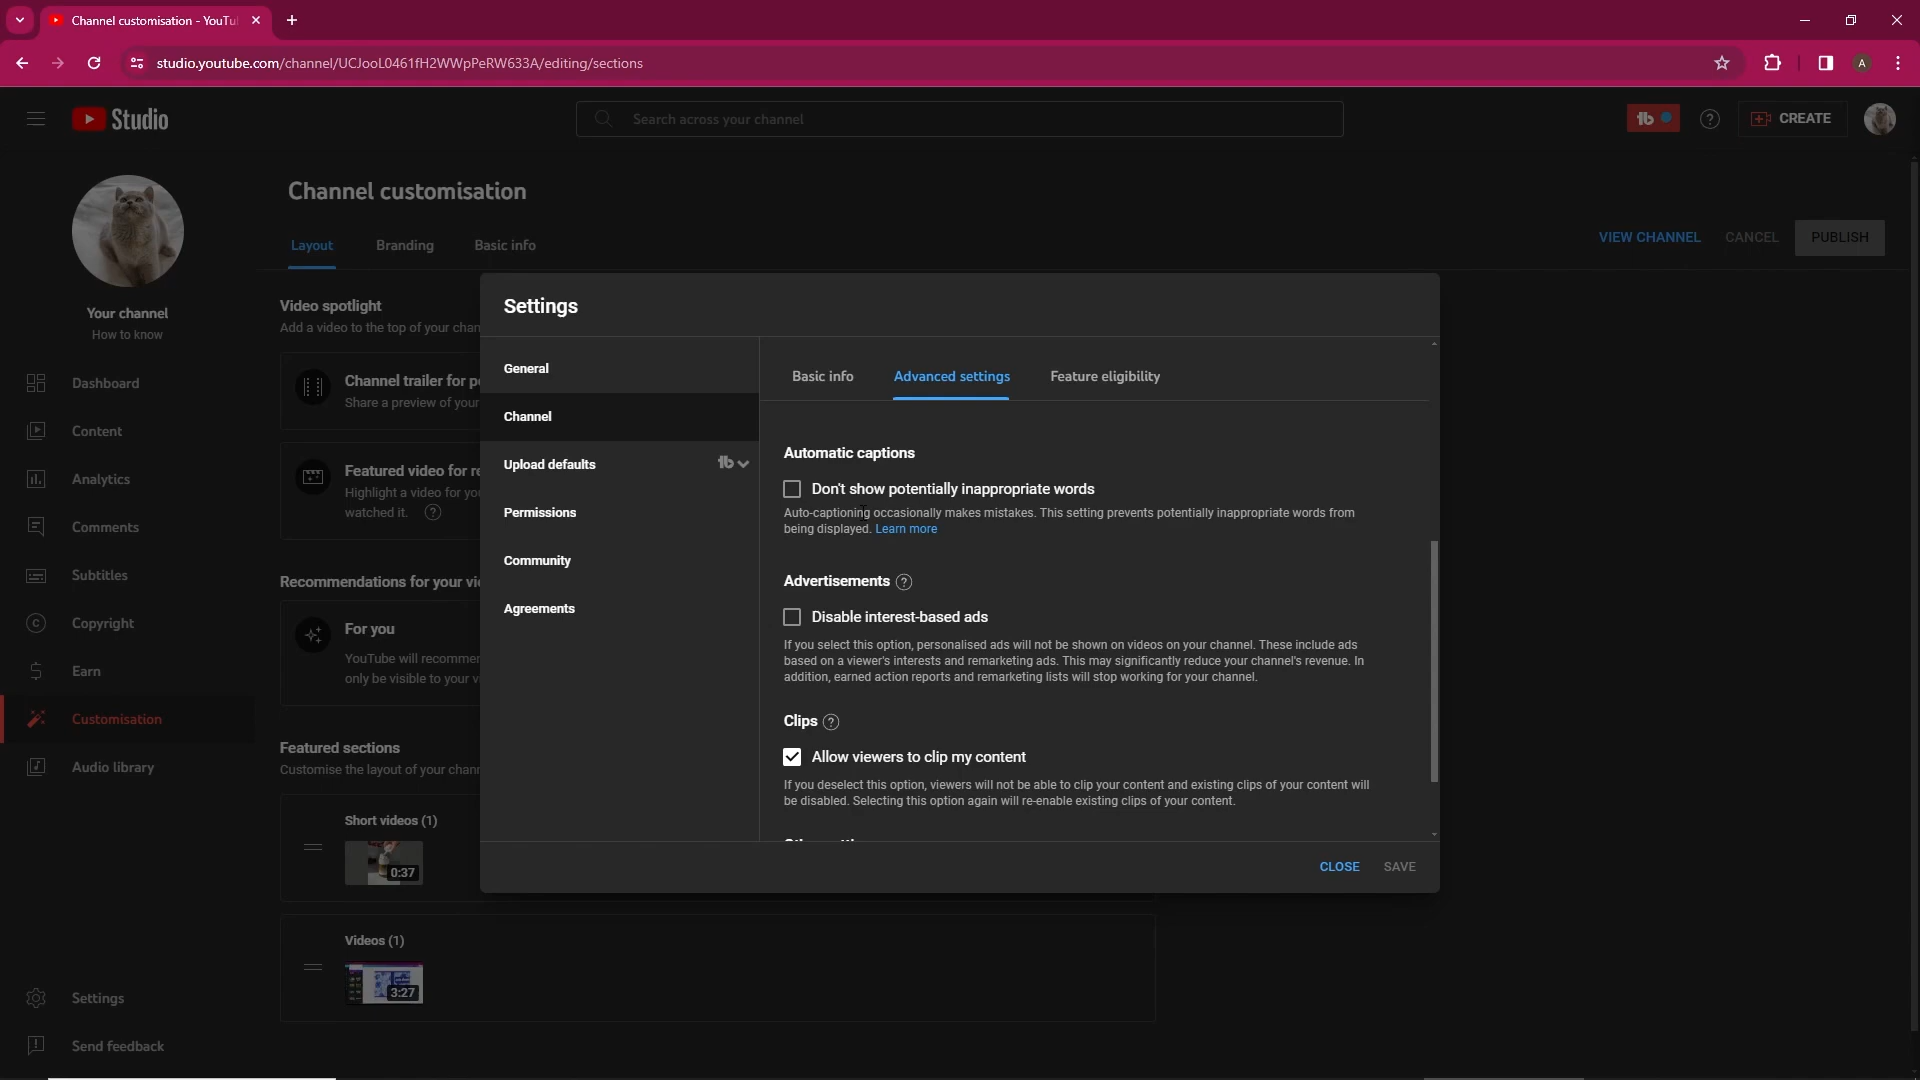 Channel customisation - YouTu
studio.youtube.com/channel/UCJooL0461fH2WWpPeRW633A/editing/sections
A
Studio
Search across your channel
tb
?
CREATE
Channel customisation
Layout
Branding
Basic info
VIEW CHANNEL
CANCEL
PUBLISH
Your channel
How to know
Dashboard
Content
Analytics
Comments
Subtitles
Copyright
Earn
Customisation
Audio library
Settings
Send feedback
Video spotlight
Add a video to the top of your chan
Channel trailer for p
Share a preview of your
Featured video for re
Highlight a video for you
watched it. ?
Recommendations for your vi
For you
YouTube will recommen
only be visible to your v
Featured sections
Customise the layout of your chan
Short videos (1)
0:37
Videos (1)
3:27
Settings
General
Channel
Upload defaults
tb
Permissions
Community
Agreements
Basic info
Advanced settings
Feature eligibility
Automatic captions
Don't show potentially inappropriate words
Auto-captioning occasionally makes mistakes. This setting prevents potentially inappropriate words from
being displayed. Learn more
Advertisements ?
Disable interest-based ads
If you select this option, personalised ads will not be shown on videos on your channel. These include ads
based on a viewer's interests and remarketing ads. This may significantly reduce your channel's revenue. In
addition, earned action reports and remarketing lists will stop working for your channel.
Clips ?
Allow viewers to clip my content
If you deselect this option, viewers will not be able to clip your content and existing clips of your content will
be disabled. Selecting this option again will re-enable existing clips of your content.
CLOSE
SAVE